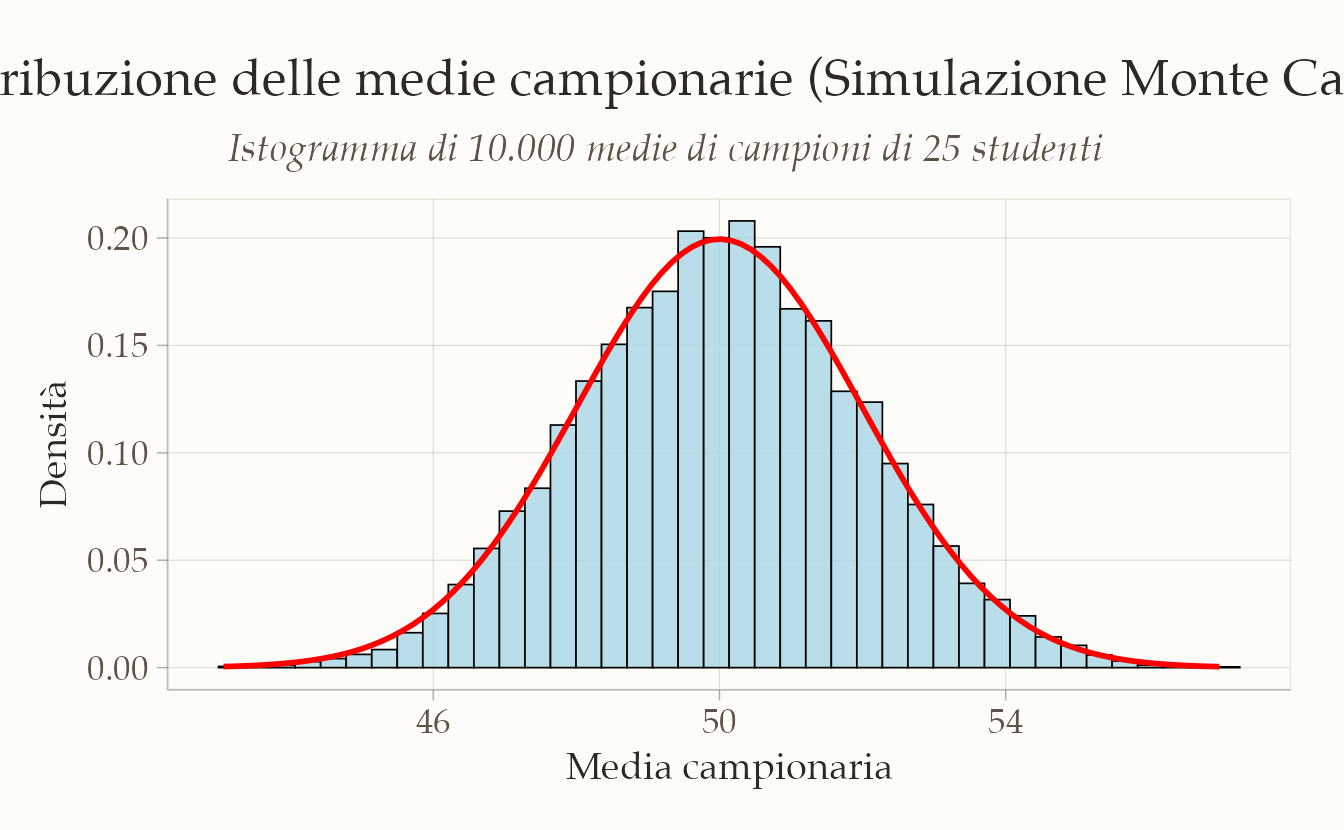 ribuzione delle medie campionarie (Simulazione Monte Ca
Istogramma di 10.000 medie di campioni di 25 studenti
0.20
0.15
0.10
0.05
0.00
Densità
46 50 54
Media campionaria